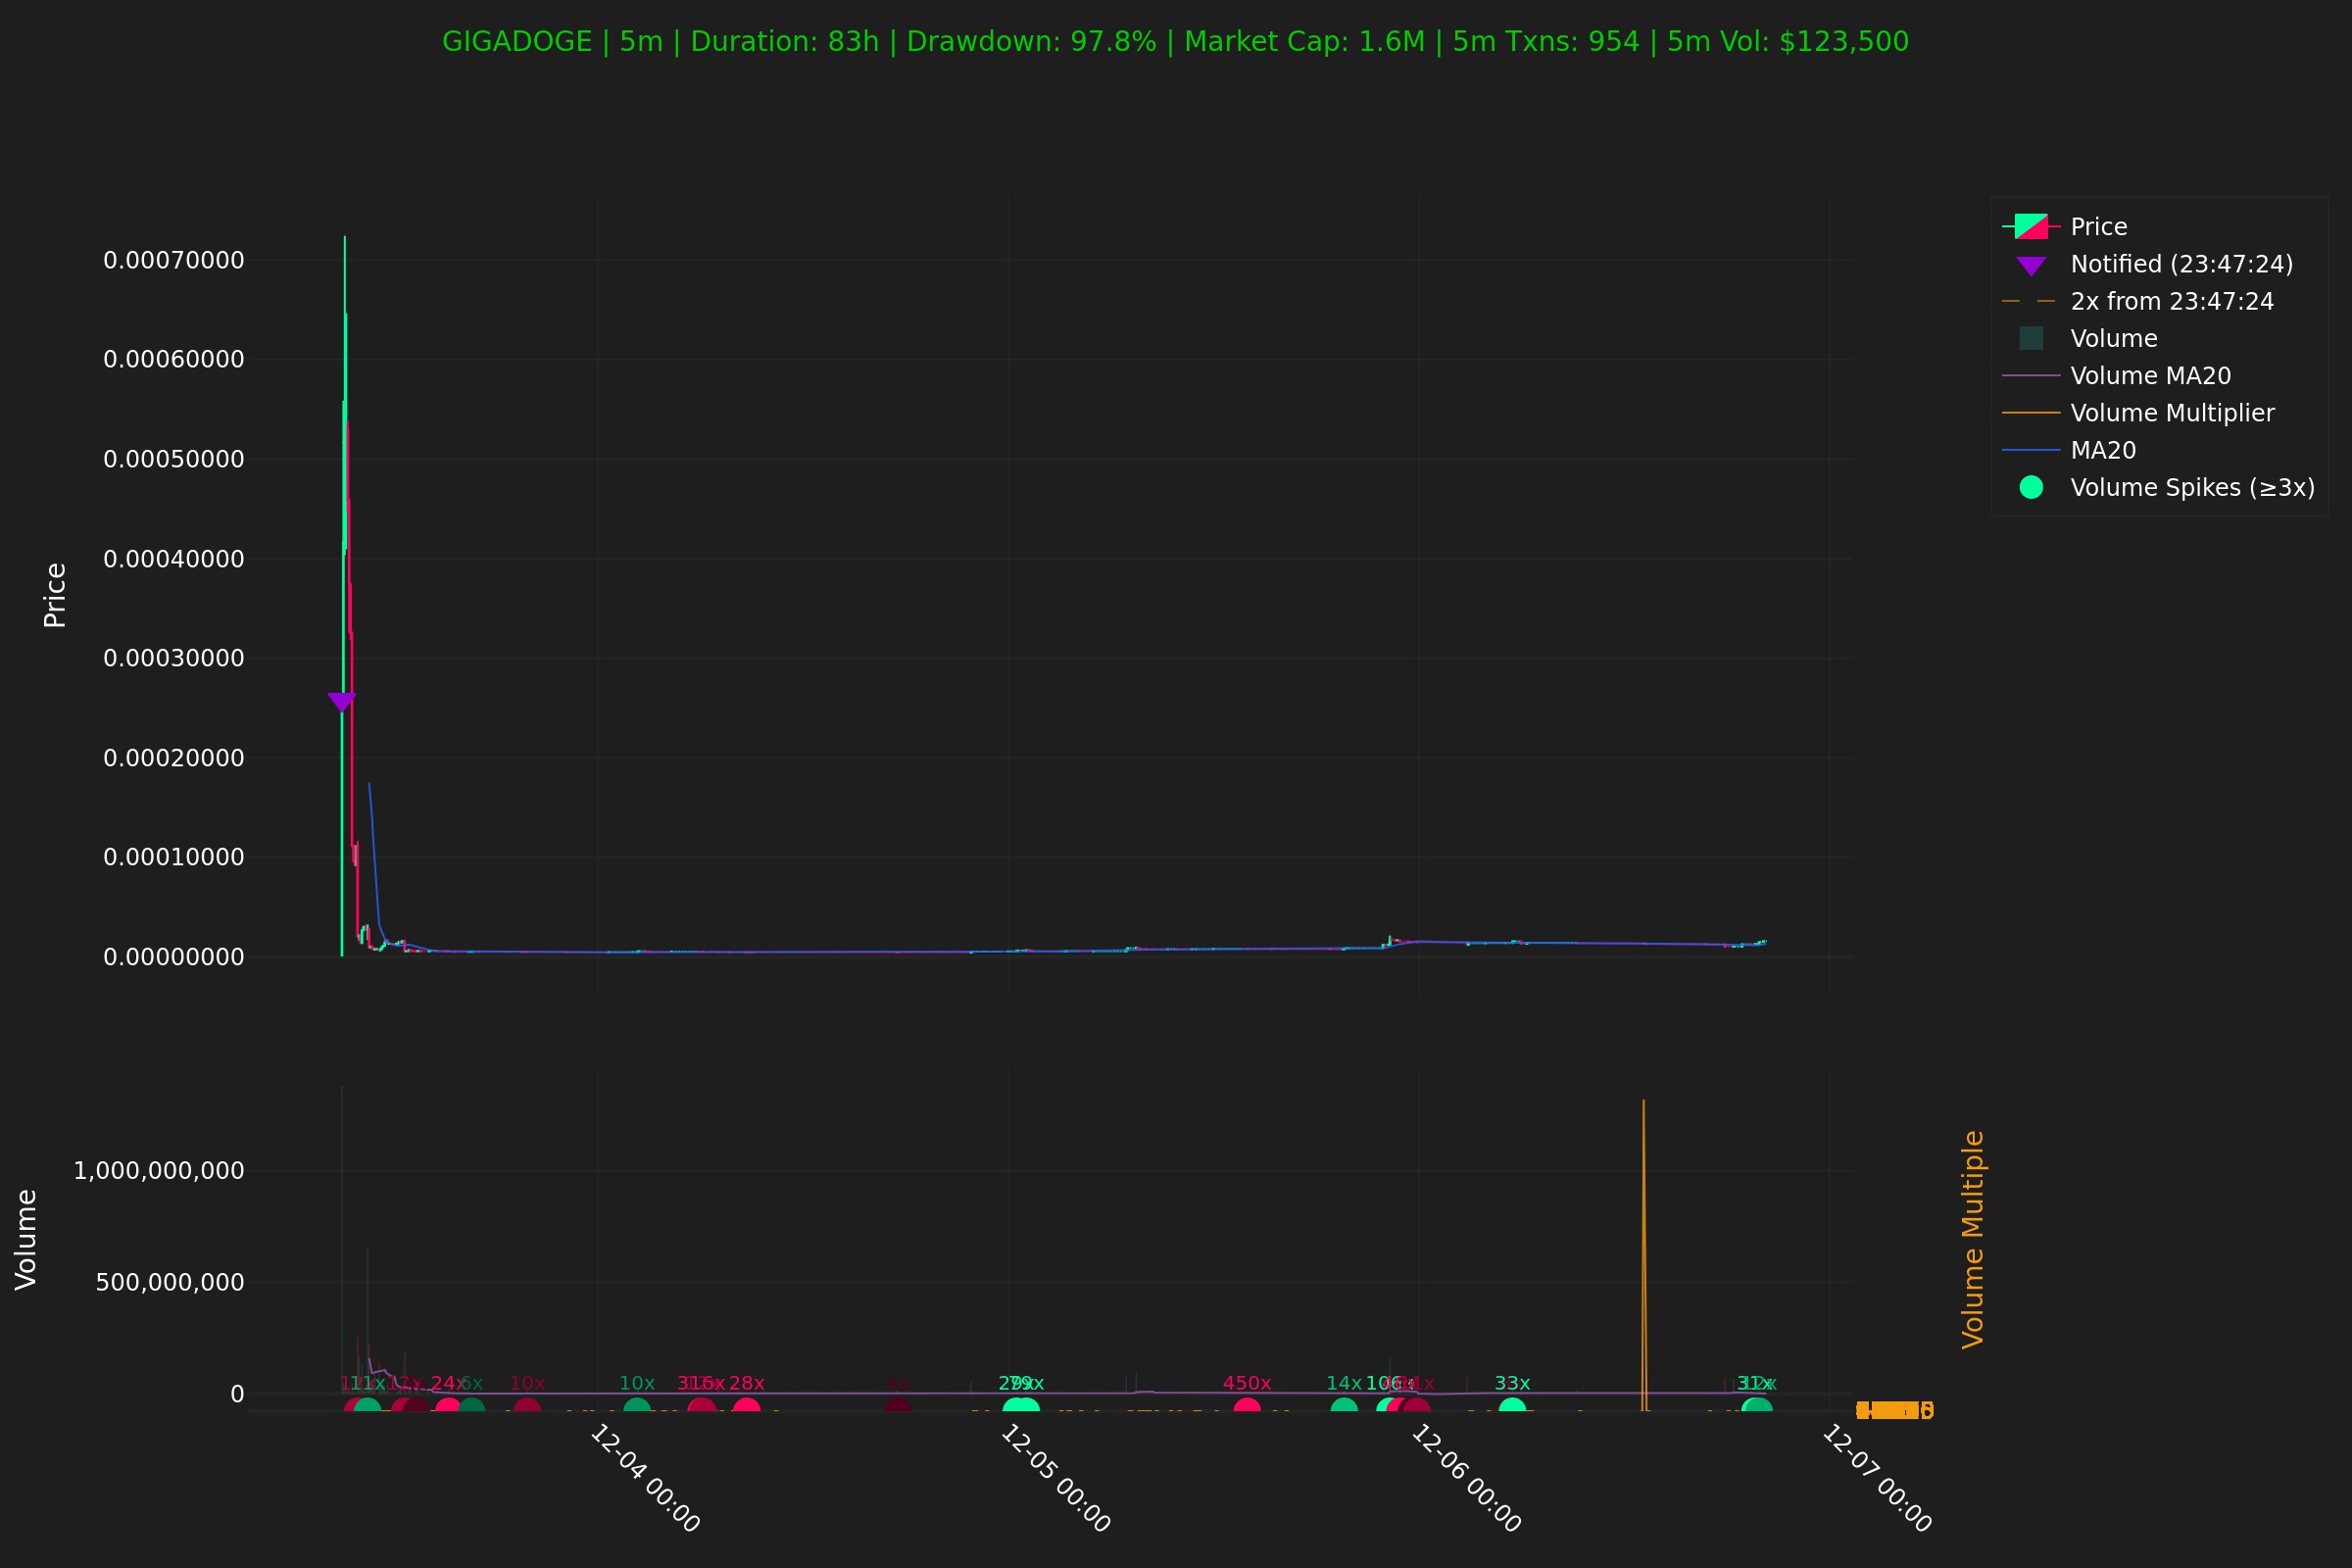 GIGADOGE | 5m | Duration: 83h | Drawdown: 97.8% | Market Cap: 1.6M | 5m Txns: 954 | 5m Vol: $123,500
Price
0.00070000
0.00060000
0.00050000
0.00040000
0.00030000
0.00020000
0.00010000
0.00000000
Price
Notified (23:47:24)
2x from 23:47:24
Volume
Volume MA20
Volume Multiplier
MA20
Volume Spikes (≥3x)
Volume
1,000,000,000
500,000,000
0
11x
24x
6x
10x
10x
316x
28x
450x
14x
106x
33x
31x
12x
Volume Multiple
12-04 00:00
12-05 00:00
12-06 00:00
12-07 00:00